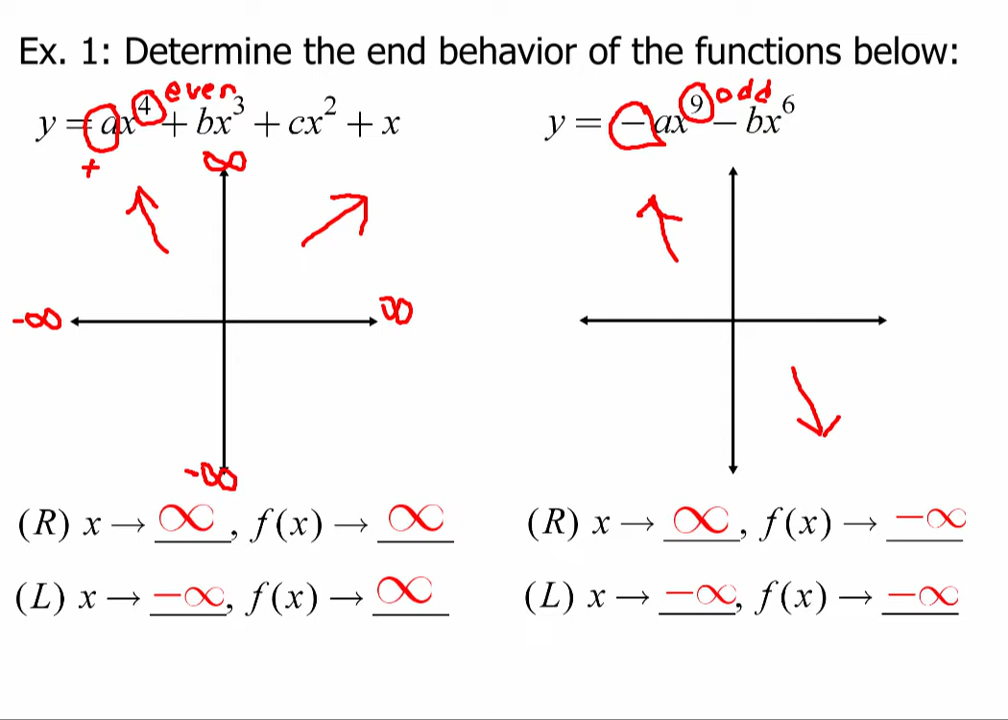 Ex. 1: Determine the end behavior of the functions below:
even odd
y = ax⁴ + bx³ + cx² + x y = −ax⁹ − bx⁶
+ ∞
-∞ ∞
-∞
(R) x → ∞, f(x) → ∞ (R) x → ∞, f(x) → −∞
(L) x → −∞, f(x) → ∞ (L) x → −∞, f(x) → −∞